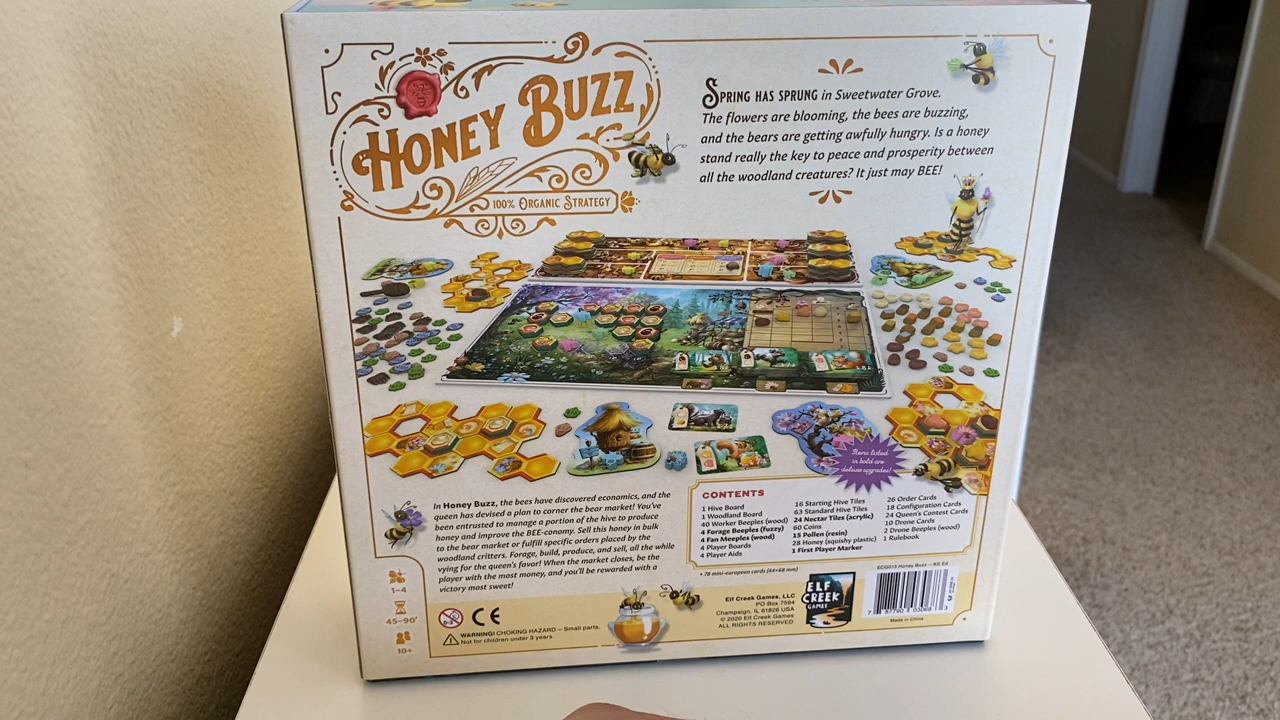 HONEY BUZZ
100% ORGANIC STRATEGY
SPRING HAS SPRUNG in Sweetwater Grove.
The flowers are blooming, the bees are buzzing,
and the bears are getting awfully hungry. Is a honey
stand really the key to peace and prosperity between
all the woodland creatures? It just may BEE!
Items listed
in bold are
deluxe upgrades!
In Honey Buzz, the bees have discovered economics, and the
queen has devised a plan to corner the bear market! You've
been entrusted to manage a portion of the hive to produce
honey and improve the BEE-conomy. Sell this honey in bulk
to the bear market or fulfill specific orders placed by the
woodland critters. Forage, build, produce, and sell, all the while
vying for the queen's favor! When the market closes, be the
player with the most money, and you'll be rewarded with a
victory most sweet!
CONTENTS
1 Hive Board
1 Woodland Board
40 Worker Beeples (wood)
4 Forage Beeples (fuzzy)
4 Fan Meeples (wood)
4 Player Boards
4 Player Aids
16 Starting Hive Tiles
63 Standard Hive Tiles
24 Nectar Tiles (acrylic)
60 Coins
15 Pollen (resin)
28 Honey (squishy plastic)
1 First Player Marker
26 Order Cards
18 Configuration Cards
24 Queen's Contest Cards
10 Drone Cards
2 Drone Beeples (wood)
1 Rulebook
+ 78 mini-european cards (44×68 mm)
1–4
45-90'
10+
CE
WARNING! CHOKING HAZARD — Small parts.
Not for children under 3 years.
Elf Creek Games, LLC
PO Box 7594
Champaign, IL 61826 USA
© 2020 Elf Creek Games
ALL RIGHTS RESERVED
ELF
CREEK
GAMES
ECG015 Honey Buzz — KS Ed.
Made in China